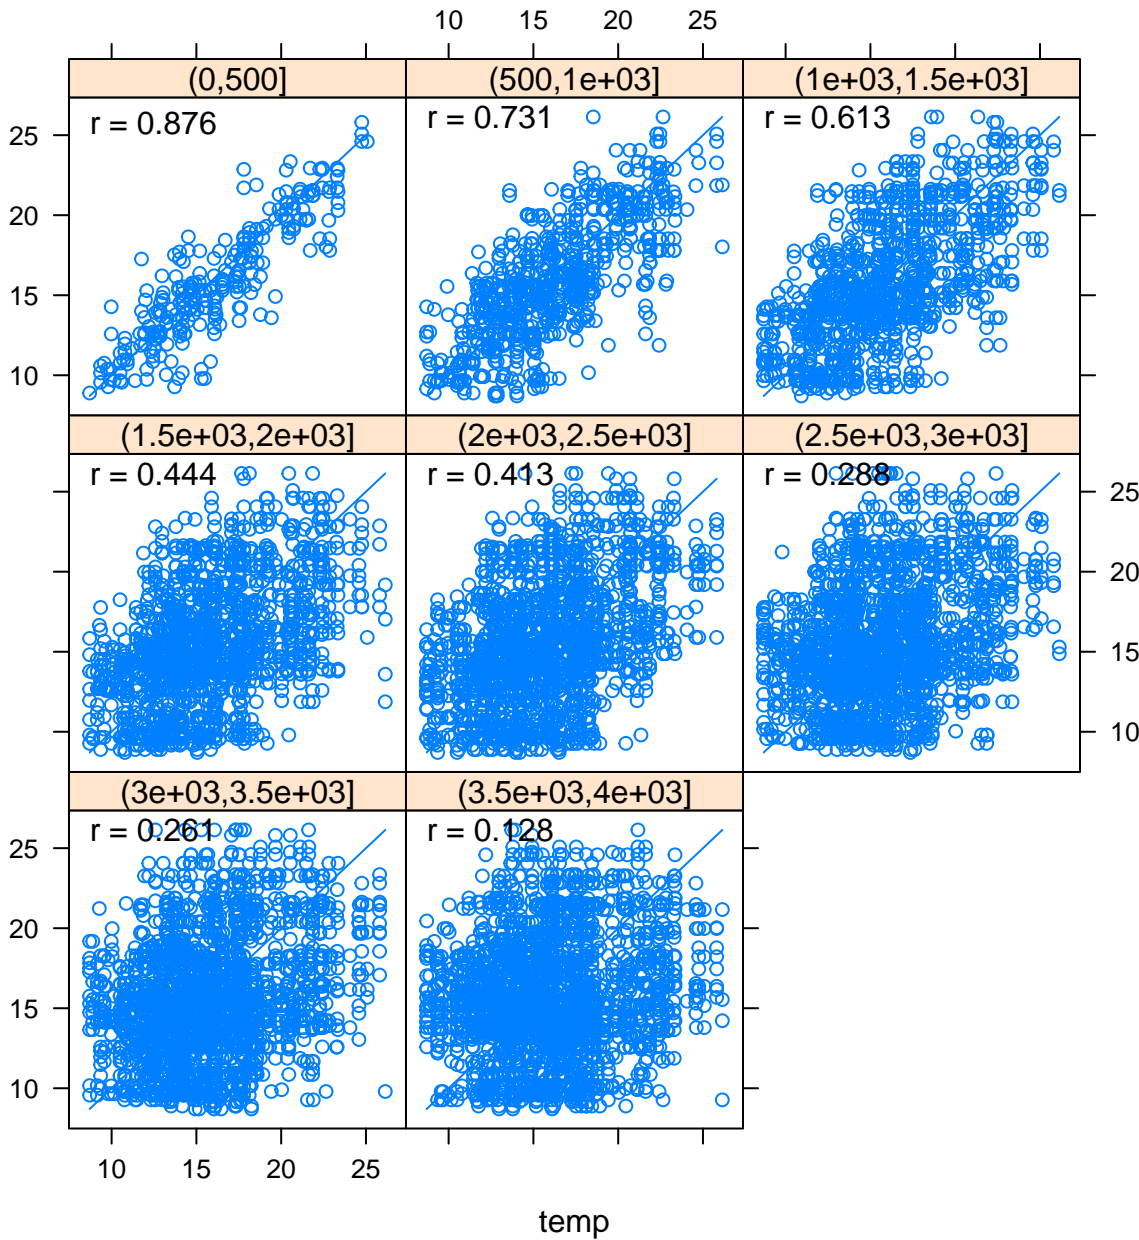 10 15 20 25
(0,500] (500,1e+03] (1e+03,1.5e+03]
r = 0.876 r = 0.731 r = 0.613
25
20
15
10
(1.5e+03,2e+03] (2e+03,2.5e+03] (2.5e+03,3e+03]
r = 0.444 r = 0.413 r = 0.288
25
20
15
10
(3e+03,3.5e+03] (3.5e+03,4e+03]
r = 0.261 r = 0.128
25
20
15
10
10 15 20 25
temp